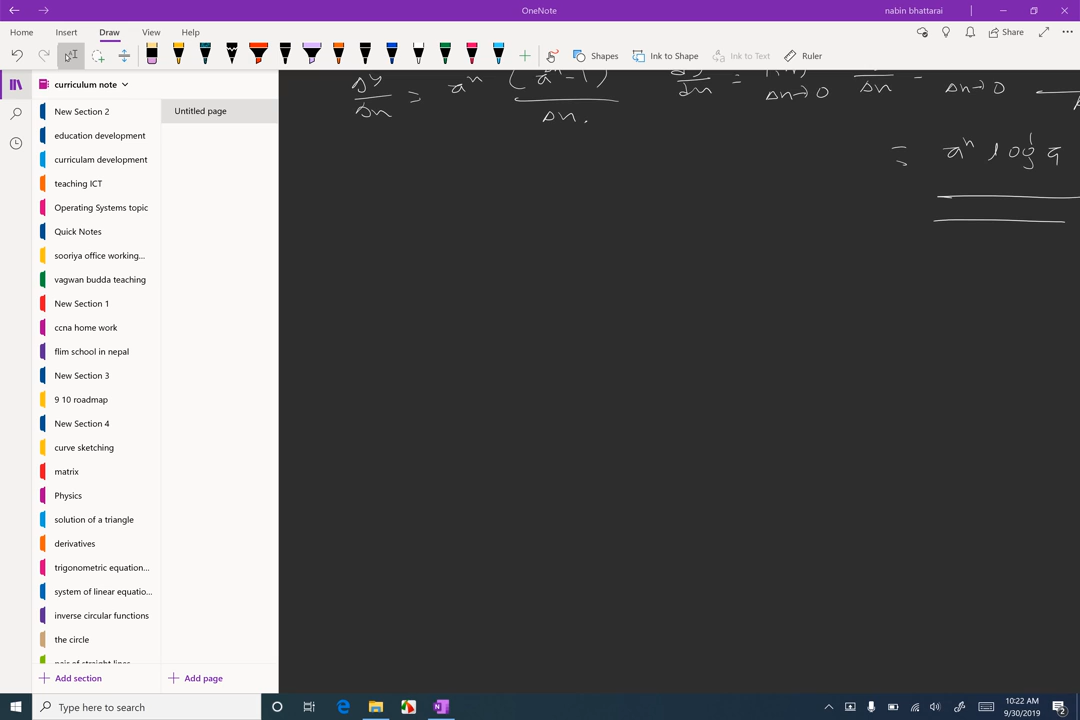 OneNote
nabin bhattarai
Home Insert Draw View Help
Share
Shapes
Ink to Shape
Ink to Text
Ruler
curriculum note
New Section 2
education development
curriculam development
teaching ICT
Operating Systems topic
Quick Notes
sooriya office working...
vagwan budda teaching
New Section 1
ccna home work
flim school in nepal
New Section 3
9 10 roadmap
New Section 4
curve sketching
matrix
Physics
solution of a triangle
derivatives
trigonometric equation...
system of linear equatio...
inverse circular functions
the circle
Add section
Untitled page
Add page
= aⁿ log a
Type here to search
10:22 AM
9/30/2019
2